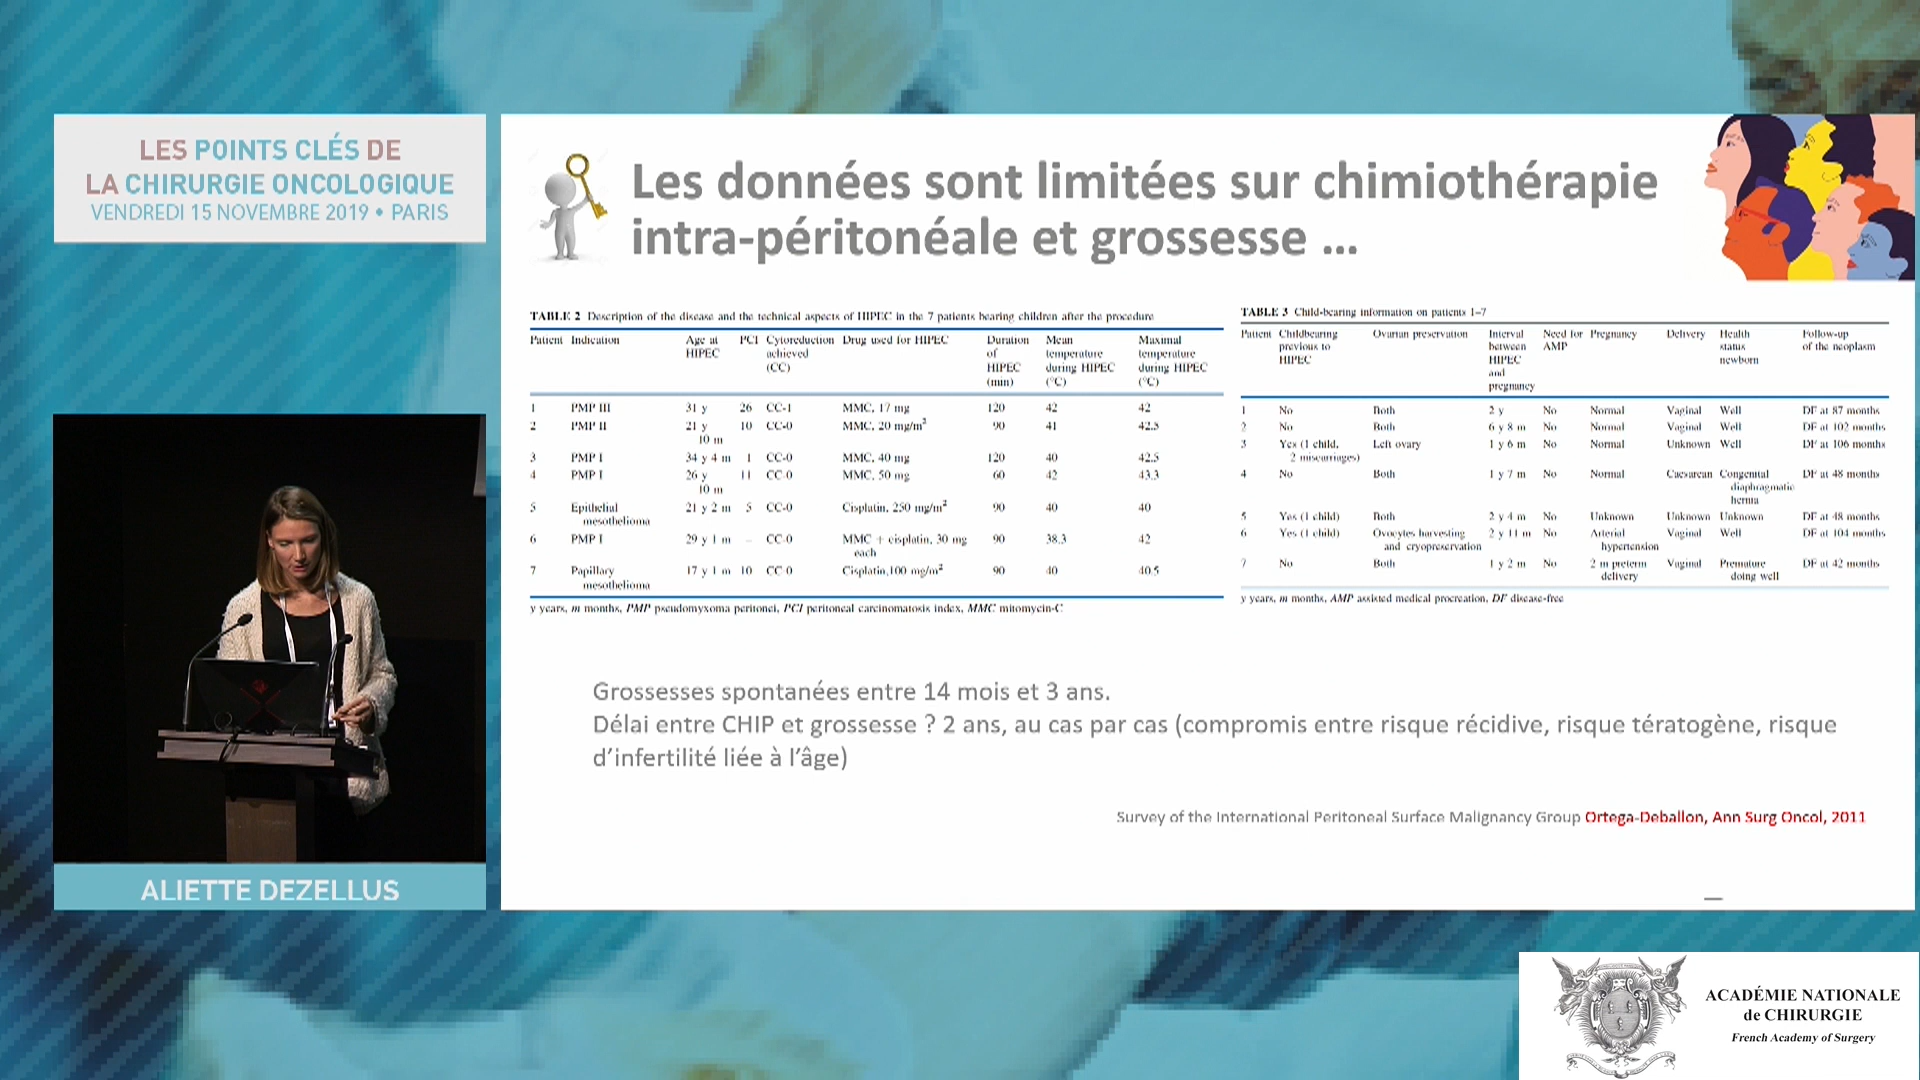 LES POINTS CLÉS DE
LA CHIRURGIE ONCOLOGIQUE
VENDREDI 15 NOVEMBRE 2019 • PARIS
ALIETTE DEZELLUS
Les données sont limitées sur chimiothérapie
intra-péritonéale et grossesse ...
TABLE 2 Description of the disease and the technical aspects of HIPEC in the 7 patients bearing children after the procedure
Patient Indication Age at HIPEC PCI Cytoreduction achieved (CC) Drug used for HIPEC Duration of HIPEC (min) Mean temperature during HIPEC (°C) Maximal temperature during HIPEC (°C)
1 PMP III 31 y 26 CC-1 MMC, 17 mg 120 42 42
2 PMP II 21 y 10 m 10 CC-0 MMC, 20 mg/m² 90 41 42.5
3 PMP I 34 y 4 m 1 CC-0 MMC, 40 mg 120 40 42.5
4 PMP I 26 y 10 m 11 CC-0 MMC, 50 mg 60 42 43.3
5 Epithelial mesothelioma 21 y 2 m 5 CC-0 Cisplatin, 250 mg/m² 90 40 40
6 PMP I 29 y 1 m – CC-0 MMC + cisplatin, 30 mg each 90 38.3 42
7 Papillary mesothelioma 17 y 1 m 10 CC-0 Cisplatin,100 mg/m² 90 40 40.5
y years, m months, PMP pseudomyxoma peritonei, PCI peritoneal carcinomatosis index, MMC mitomycin-C
TABLE 3 Child-bearing information on patients 1–7
Patient Childbearing previous to HIPEC Ovarian preservation Interval between HIPEC and pregnancy Need for AMP Pregnancy Delivery Health status newborn Follow-up of the neoplasm
1 No Both 2 y No Normal Vaginal Well DF at 87 months
2 No Both 6 y 8 m No Normal Vaginal Well DF at 102 months
3 Yes (1 child, 2 miscarriages) Left ovary 1 y 6 m No Normal Unknown Well DF at 106 months
4 No Both 1 y 7 m No Normal Caesarean Congenital diaphragmatic hernia DF at 48 months
5 Yes (1 child) Both 2 y 4 m No Unknown Unknown Unknown DF at 48 months
6 Yes (1 child) Ovocytes harvesting and cryopreservation 2 y 11 m No Arterial hypertension Vaginal Well DF at 104 months
7 No Both 1 y 2 m No 2 m preterm delivery Vaginal Premature doing well DF at 42 months
y years, m months, AMP assisted medical procreation, DF disease-free
Grossesses spontanées entre 14 mois et 3 ans.
Délai entre CHIP et grossesse ? 2 ans, au cas par cas (compromis entre risque récidive, risque tératogène, risque
d'infertilité liée à l'âge)
Survey of the International Peritoneal Surface Malignancy Group Ortega-Deballon, Ann Surg Oncol, 2011
ACADÉMIE NATIONALE
de CHIRURGIE
French Academy of Surgery